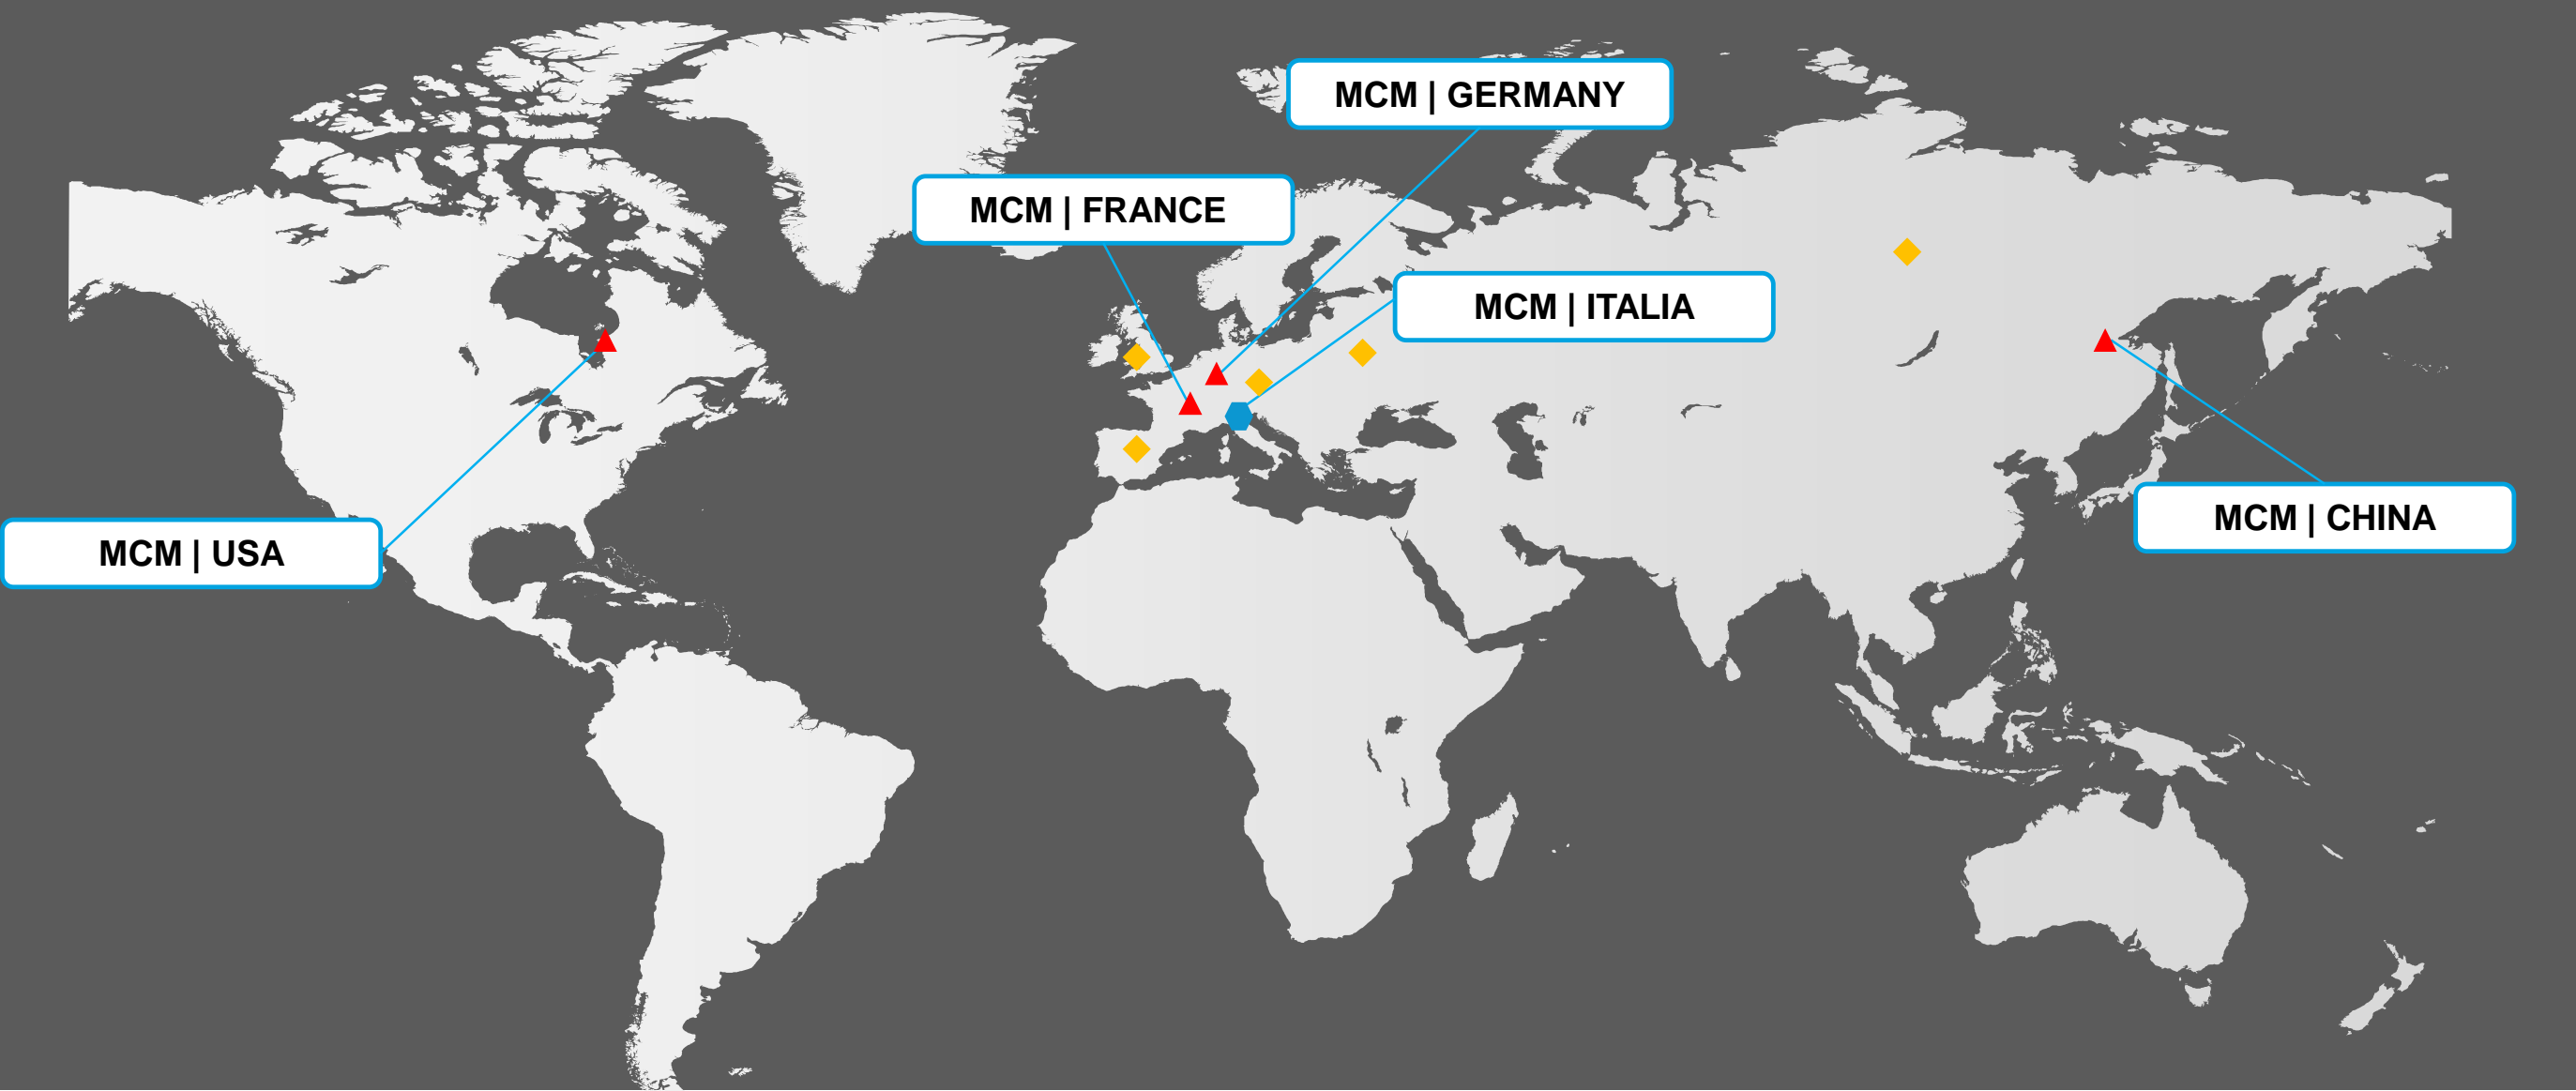 MCM | GERMANY
MCM | FRANCE
MCM | ITALIA
MCM | CHINA
MCM | USA